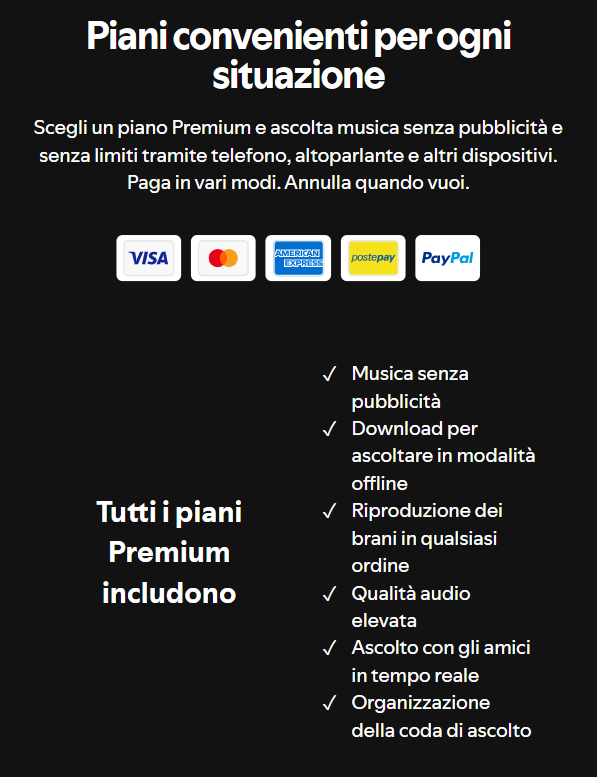 Piani convenienti per ogni
situazione
Scegli un piano Premium e ascolta musica senza pubblicità e
senza limiti tramite telefono, altoparlante e altri dispositivi.
Paga in vari modi. Annulla quando vuoi.
VISA
AMERICAN
EXPRESS
postepay
PayPal
Tutti i piani
Premium
includono
✓ Musica senza
pubblicità
✓ Download per
ascoltare in modalità
offline
✓ Riproduzione dei
brani in qualsiasi
ordine
✓ Qualità audio
elevata
✓ Ascolto con gli amici
in tempo reale
✓ Organizzazione
della coda di ascolto